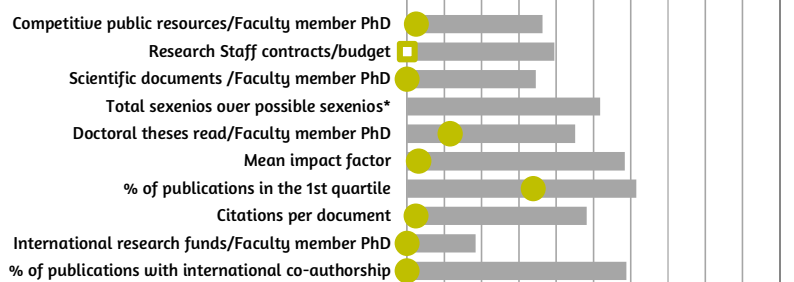 Competitive public resources/Faculty member PhD
Research Staff contracts/budget
Scientific documents /Faculty member PhD
Total sexenios over possible sexenios*
Doctoral theses read/Faculty member PhD
Mean impact factor
% of publications in the 1st quartile
Citations per document
International research funds/Faculty member PhD
% of publications with international co-authorship